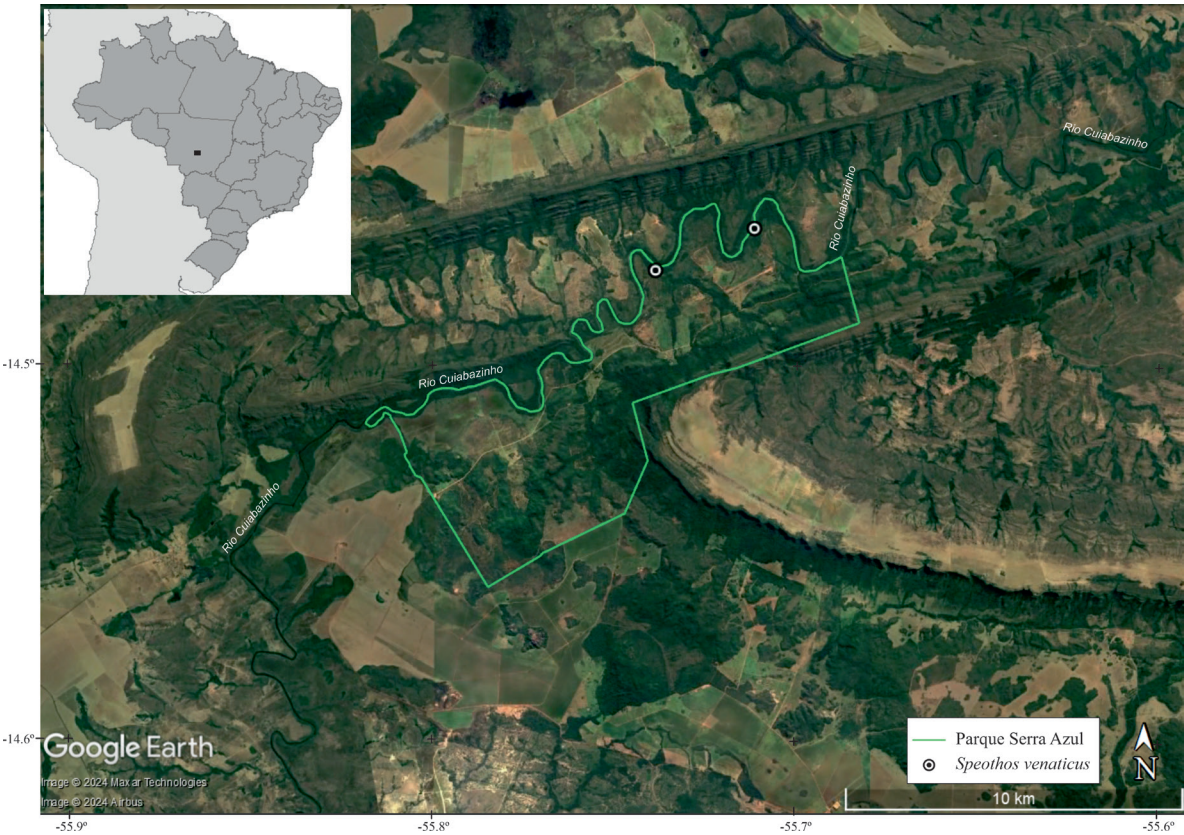 Rio Cuiabazinho
Rio Cuiabazinho
-14.5º
Rio Cuiabazinho
Rio Cuiabazinho
-14.6º
Google Earth
Image © 2024 Maxar Technologies
Image © 2024 Airbus
Parque Serra Azul
Speothos venaticus
N
10 km
-55.9º
-55.8º
-55.7º
-55.6º